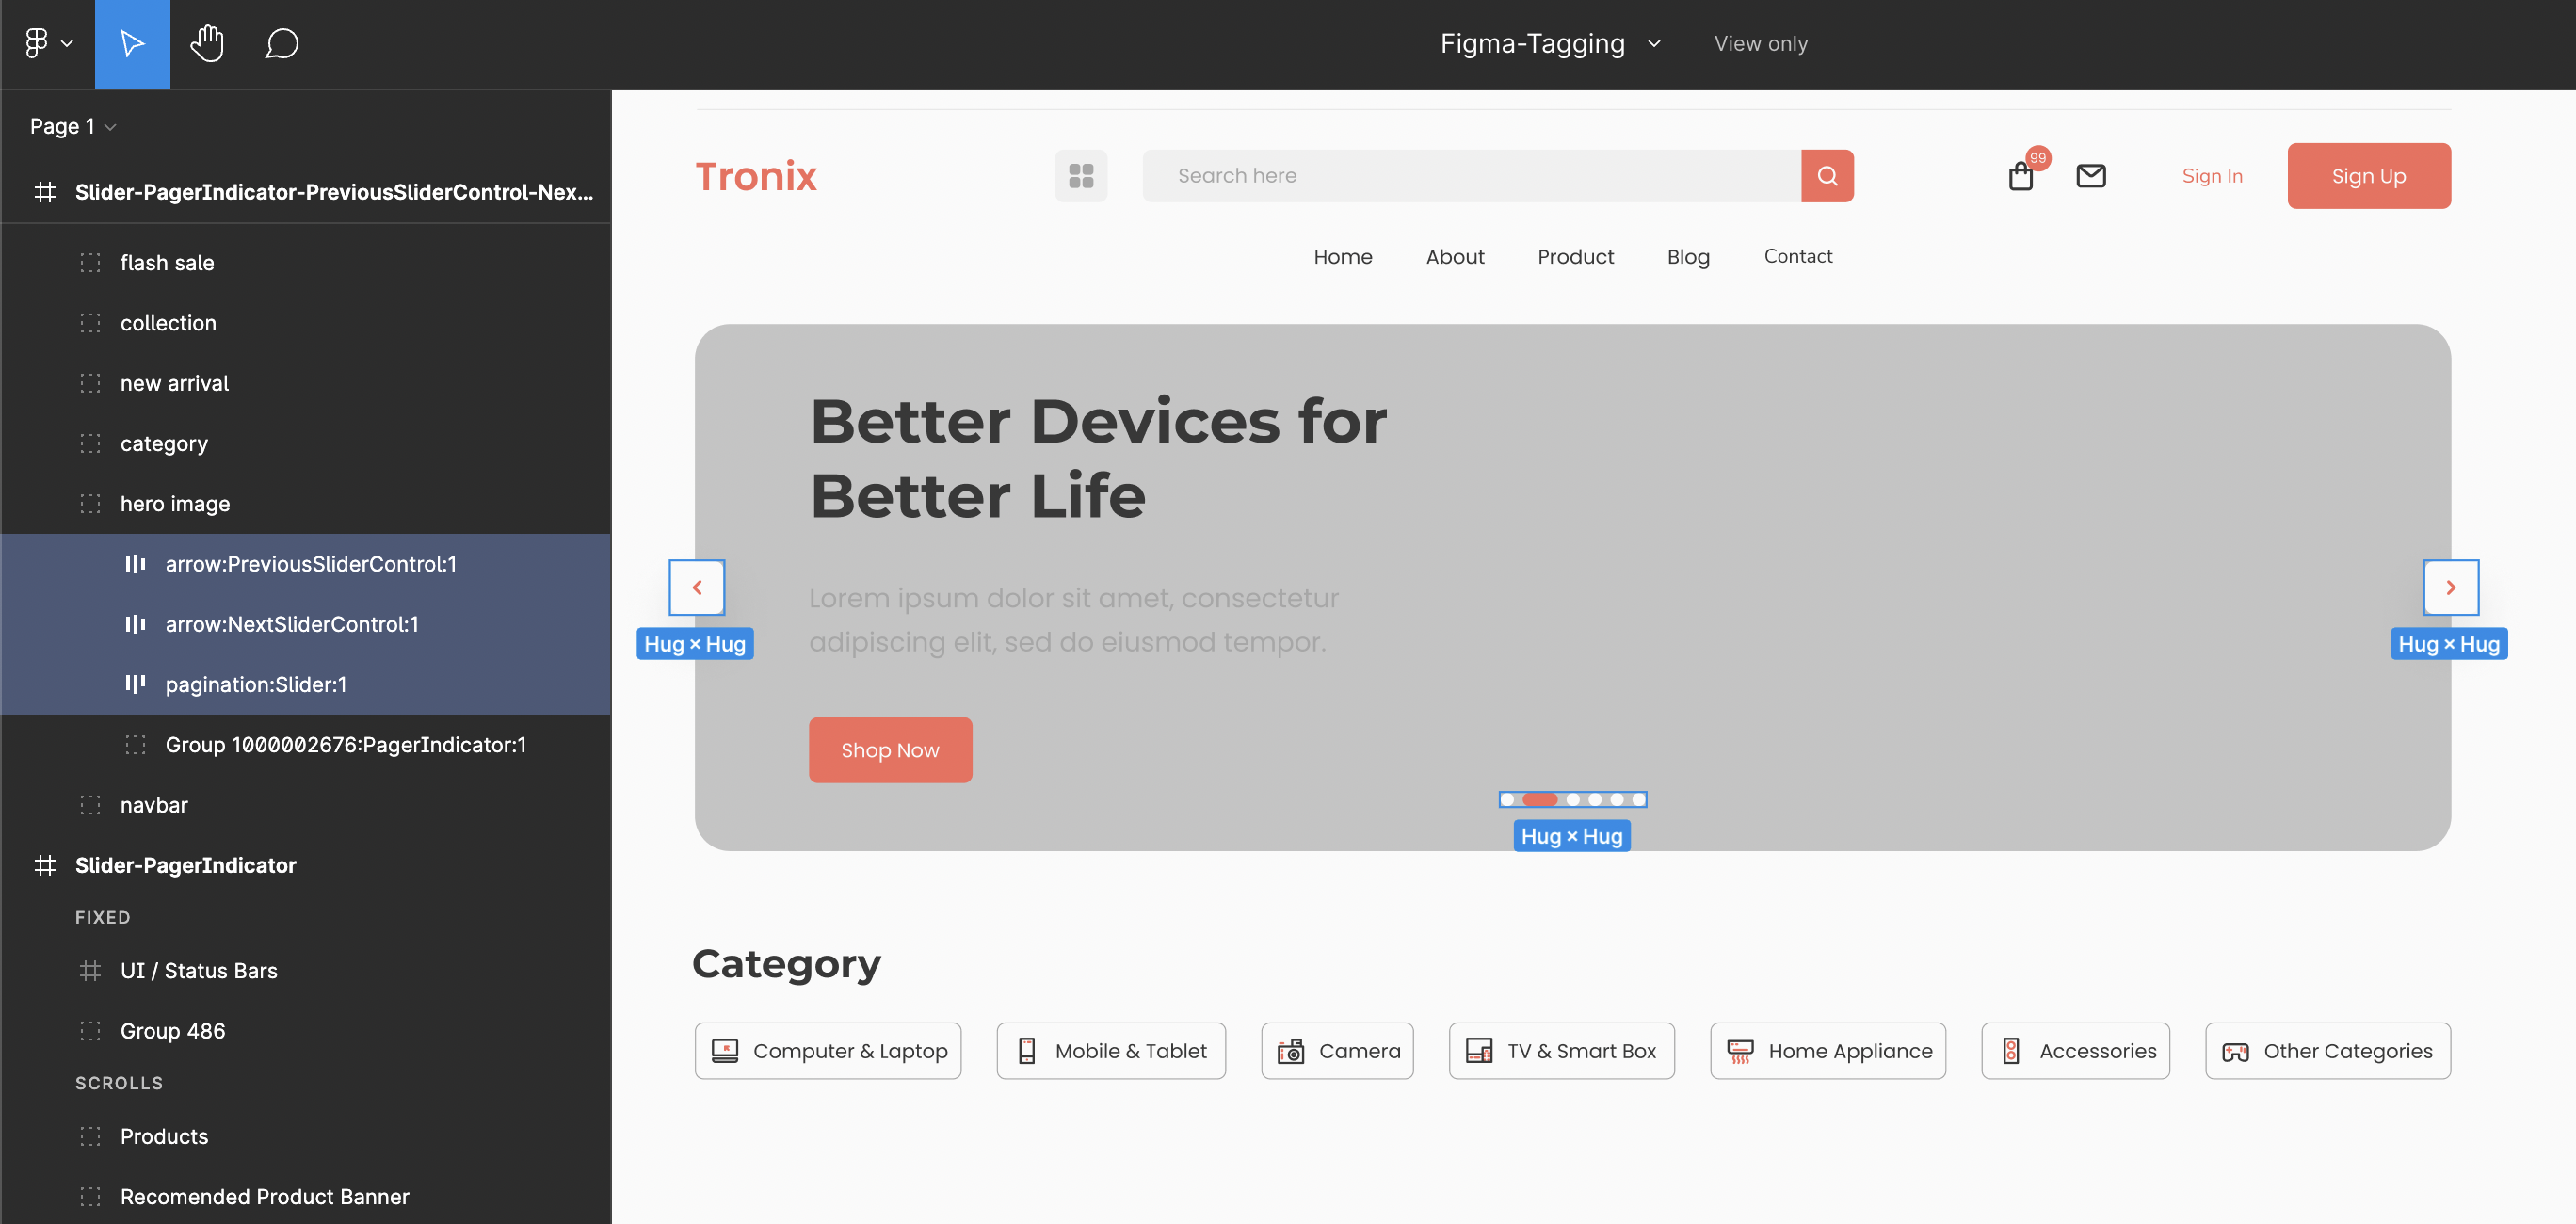 Figma-Tagging
View only
Page 1
Slider-PagerIndicator-PreviousSliderControl-Nex...
flash sale
collection
new arrival
category
hero image
arrow:PreviousSliderControl:1
arrow:NextSliderControl:1
pagination:Slider:1
Group 1000002676:PagerIndicator:1
navbar
Slider-PagerIndicator
FIXED
UI / Status Bars
Group 486
SCROLLS
Products
Recomended Product Banner
Tronix
Search here
99
Sign In
Sign Up
Home About Product Blog Contact
Better Devices for
Better Life
Lorem ipsum dolor sit amet, consectetur
adipiscing elit, sed do eiusmod tempor.
Hug × Hug
Hug × Hug
Shop Now
Hug × Hug
Category
Computer & Laptop
Mobile & Tablet
Camera
TV & Smart Box
Home Appliance
Accessories
Other Categories